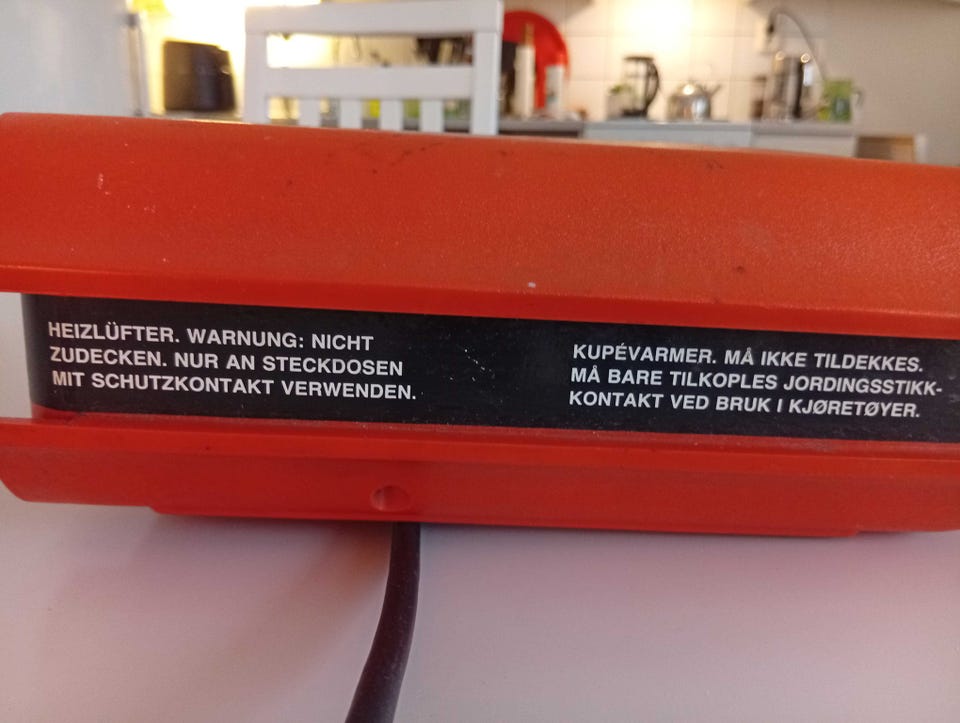 HEIZLÜFTER. WARNUNG: NICHT
ZUDECKEN. NUR AN STECKDOSEN
MIT SCHUTZKONTAKT VERWENDEN.
KUPÉVARMER. MÅ IKKE TILDEKKES.
MÅ BARE TILKOPLES JORDINGSSTIKK-
KONTAKT VED BRUK I KJØRETØYER.